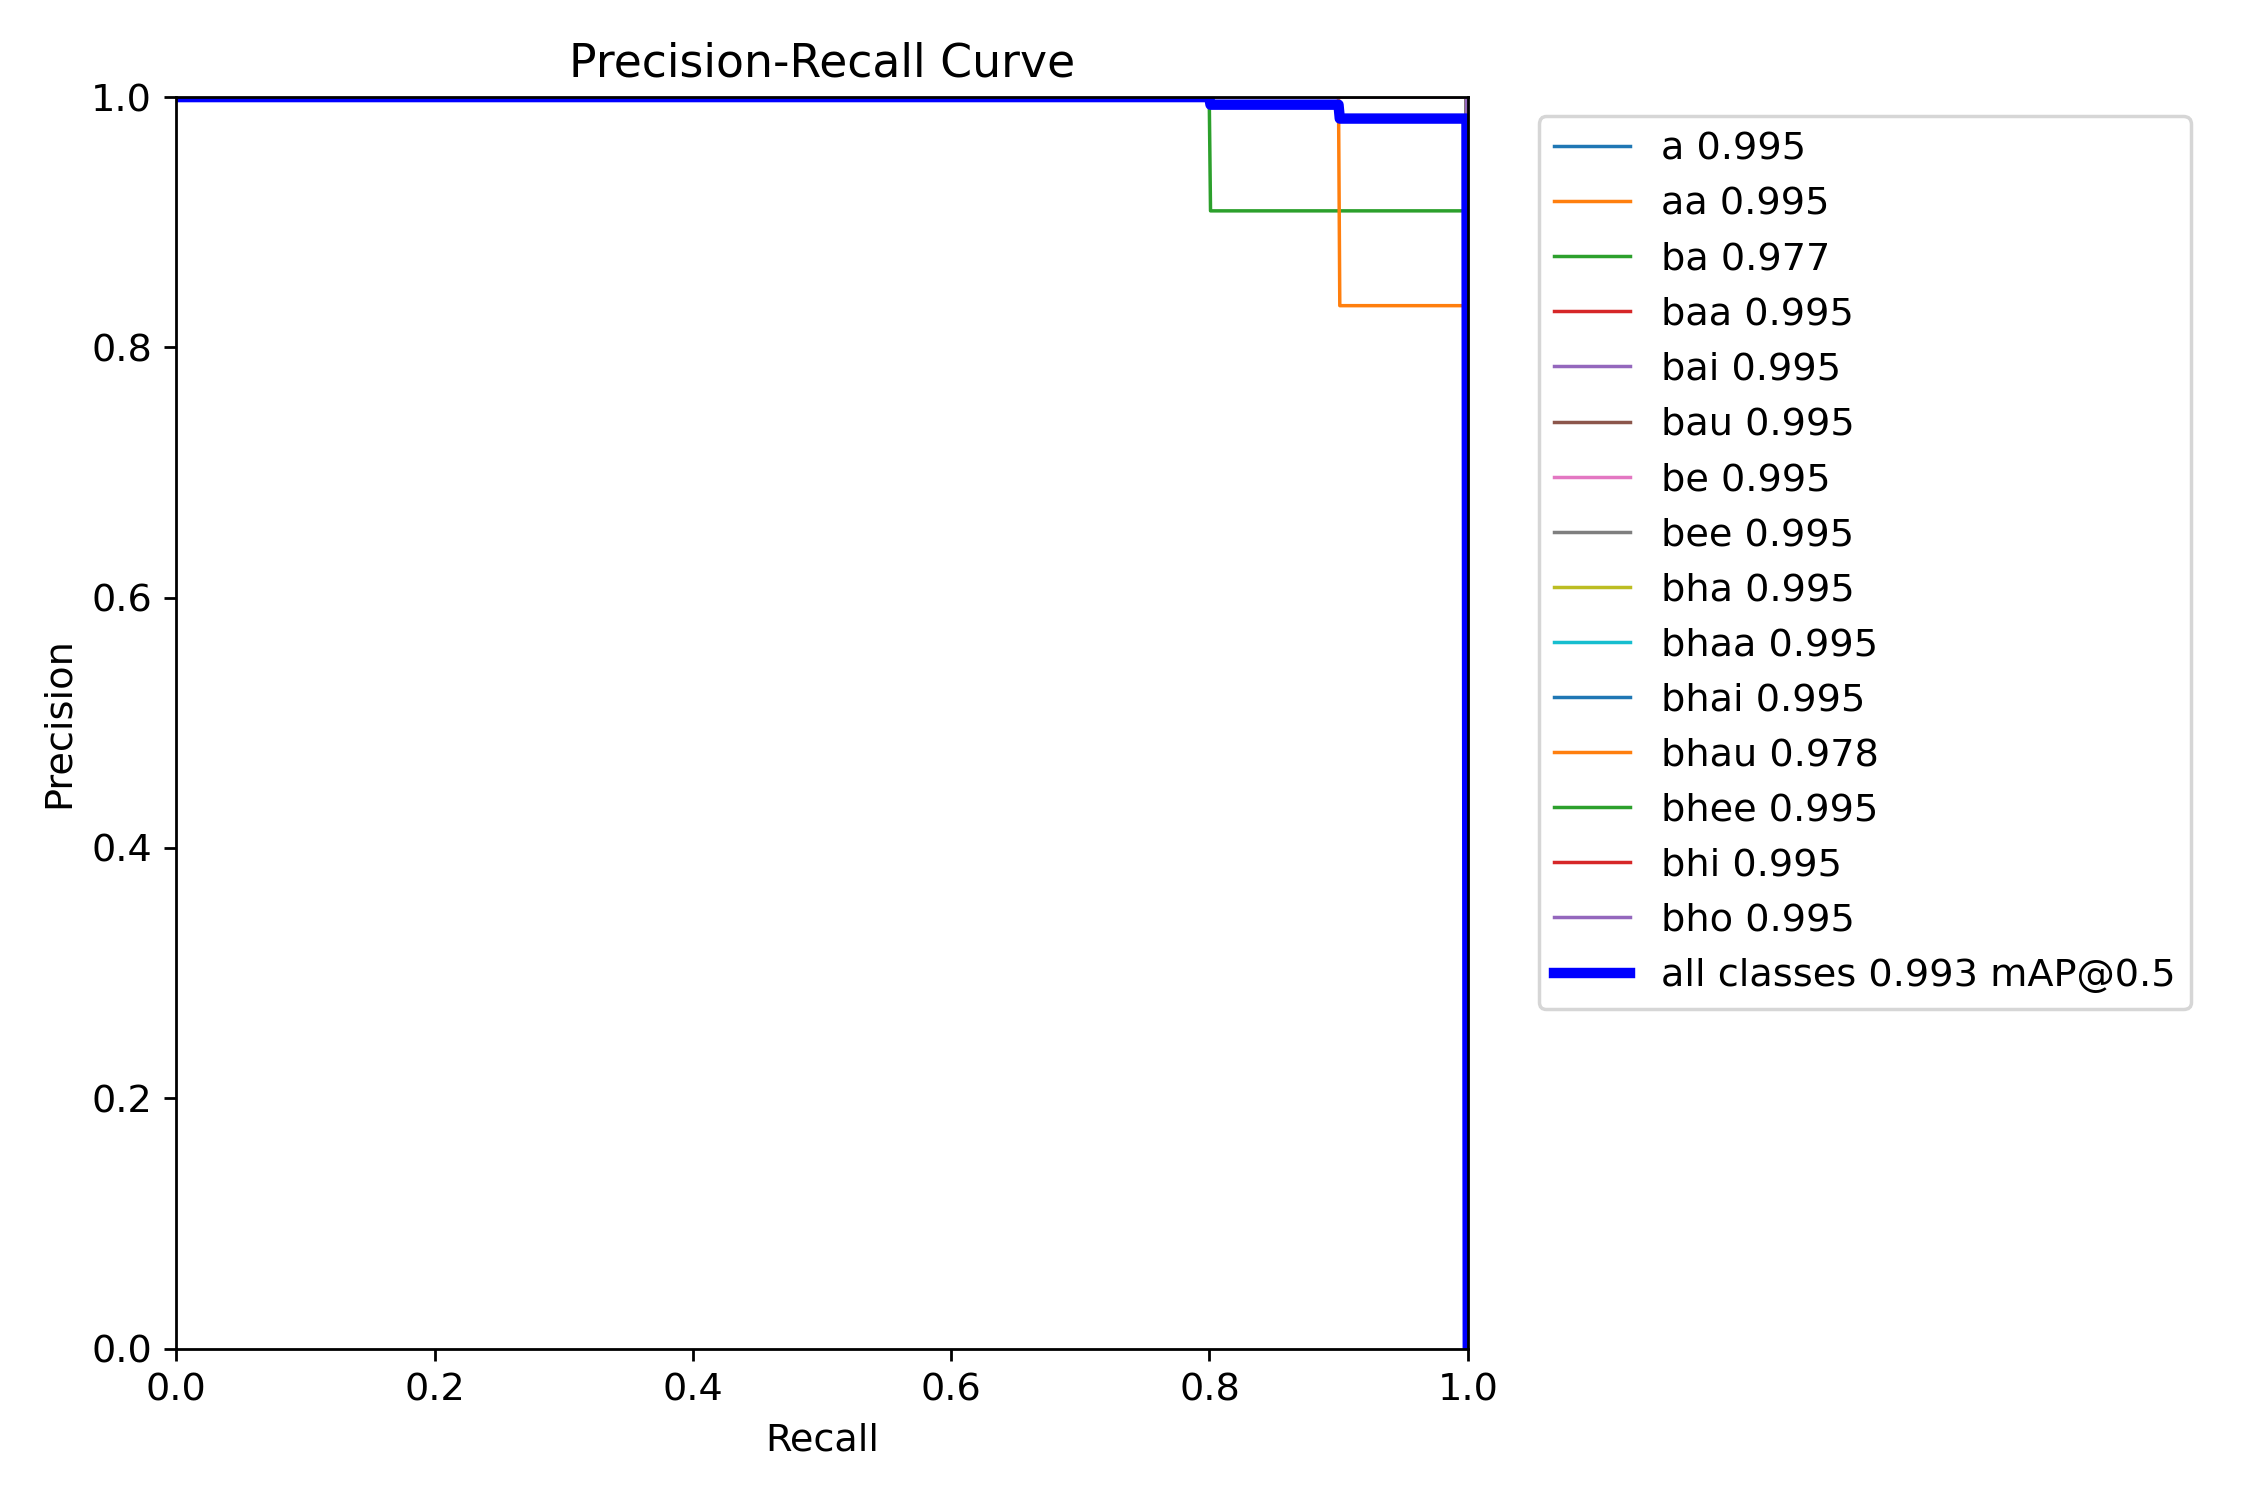 Precision-Recall Curve
1.0
0.8
0.6
0.4
0.2
0.0
Precision
0.0 0.2 0.4 0.6 0.8 1.0
Recall
a 0.995
aa 0.995
ba 0.977
baa 0.995
bai 0.995
bau 0.995
be 0.995
bee 0.995
bha 0.995
bhaa 0.995
bhai 0.995
bhau 0.978
bhee 0.995
bhi 0.995
bho 0.995
all classes 0.993 mAP@0.5